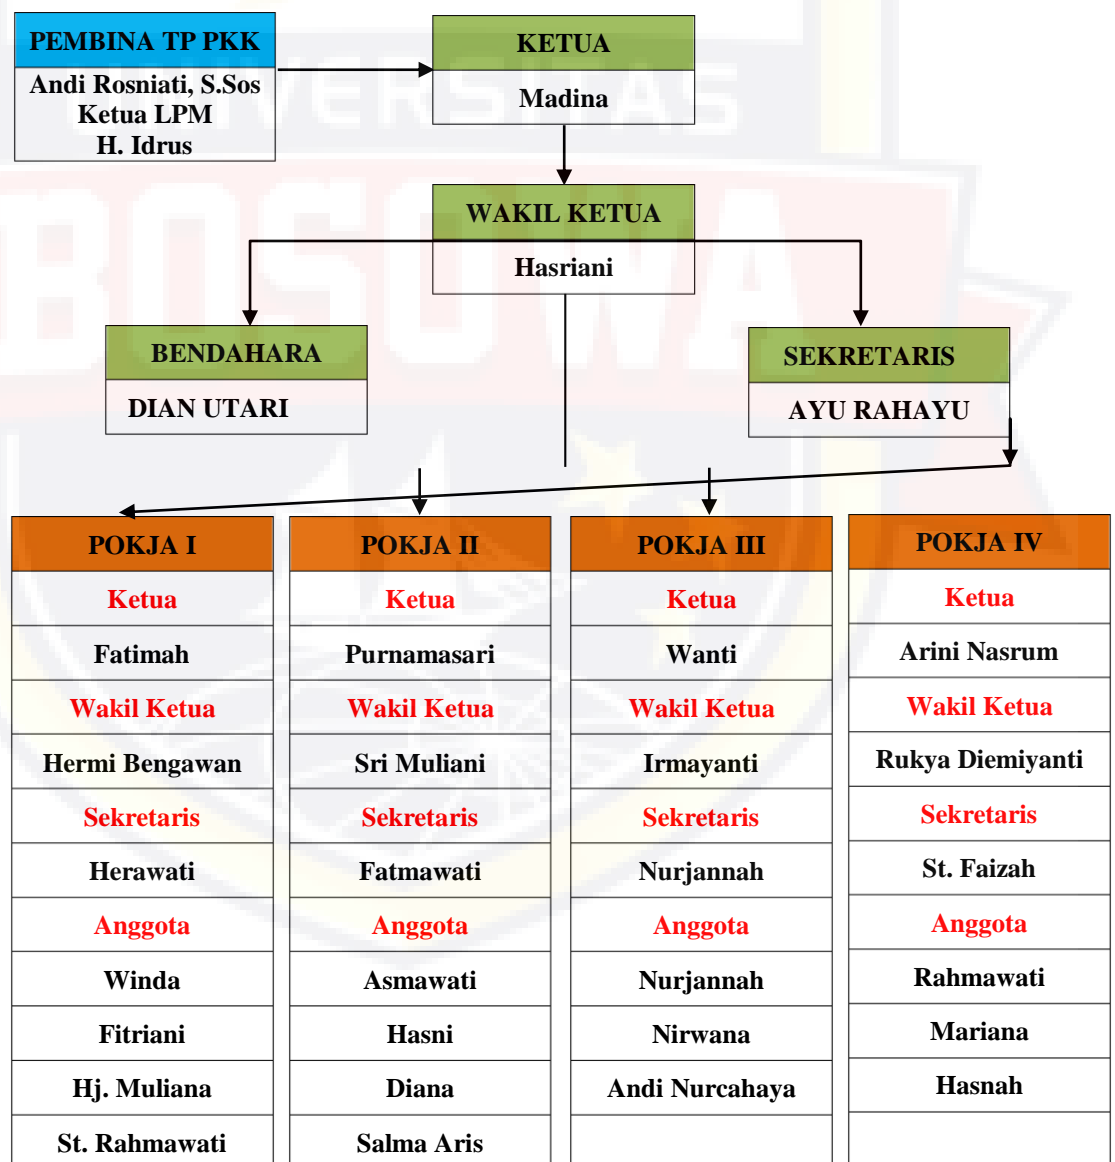 PEMBINA TP PKK
Andi Rosniati, S.Sos
Ketua LPM
H. Idrus
KETUA
Madina
WAKIL KETUA
Hasriani
BENDAHARA
DIAN UTARI
SEKRETARIS
AYU RAHAYU
POKJA I
Ketua
Fatimah
Wakil Ketua
Hermi Bengawan
Sekretaris
Herawati
Anggota
Winda
Fitriani
Hj. Muliana
St. Rahmawati
POKJA II
Ketua
Purnamasari
Wakil Ketua
Sri Muliani
Sekretaris
Fatmawati
Anggota
Asmawati
Hasni
Diana
Salma Aris
POKJA III
Ketua
Wanti
Wakil Ketua
Irmayanti
Sekretaris
Nurjannah
Anggota
Nurjannah
Nirwana
Andi Nurcahaya
POKJA IV
Ketua
Arini Nasrum
Wakil Ketua
Rukya Diemiyanti
Sekretaris
St. Faizah
Anggota
Rahmawati
Mariana
Hasnah
UNIVERSITAS
BOSOWA